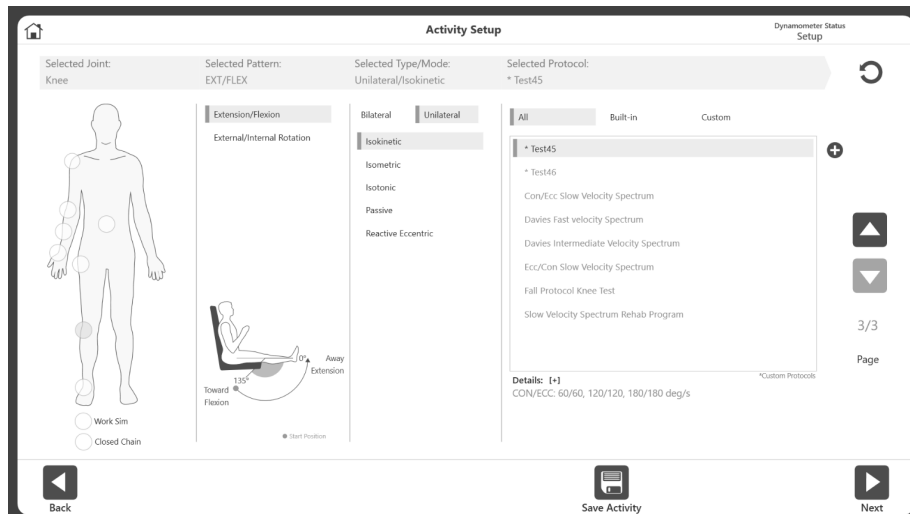 Activity Setup
Dynamometer Status
Setup
Selected Joint:
Knee
Selected Pattern:
EXT/FLEX
Selected Type/Mode:
Unilateral/Isokinetic
Selected Protocol:
* Test45
Extension/Flexion
External/Internal Rotation
Bilateral
Unilateral
Isokinetic
Isometric
Isotonic
Passive
Reactive Eccentric
All
Built-in
Custom
* Test45
* Test46
Con/Ecc Slow Velocity Spectrum
Davies Fast velocity Spectrum
Davies Intermediate Velocity Spectrum
Ecc/Con Slow Velocity Spectrum
Fall Protocol Knee Test
Slow Velocity Spectrum Rehab Program
3/3
Page
0°
Away
Extension
135°
Toward
Flexion
Start Position
*Custom Protocols
Details: [+]
CON/ECC: 60/60, 120/120, 180/180 deg/s
Work Sim
Closed Chain
Back
Save Activity
Next